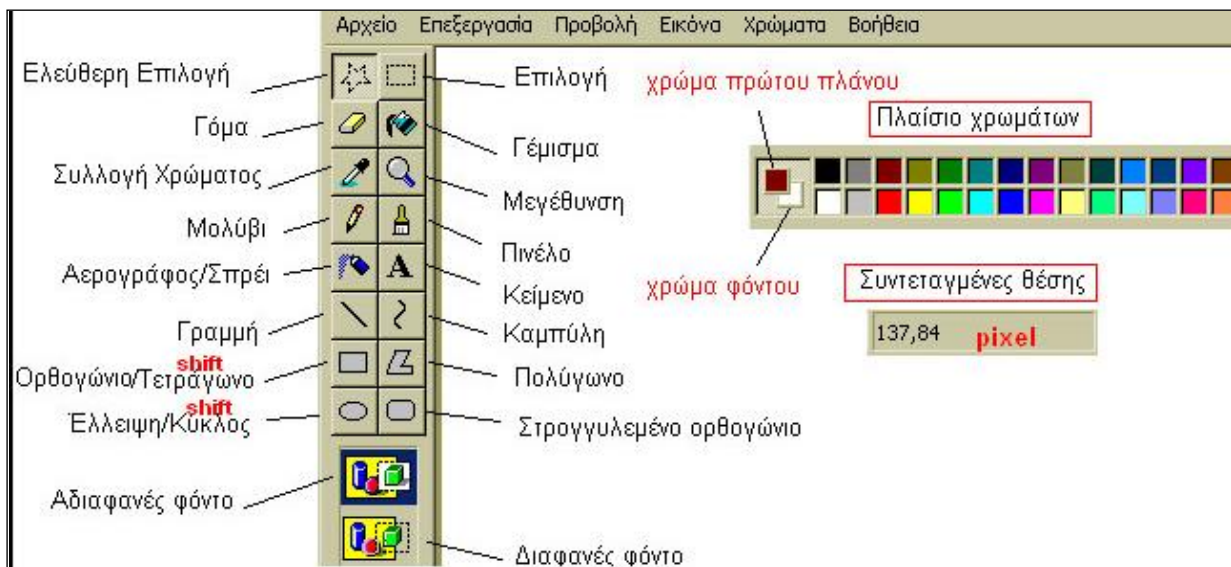 Αρχείο Επεξεργασία Προβολή Εικόνα Χρώματα Βοήθεια
Ελεύθερη Επιλογή
Επιλογή
χρώμα πρώτου πλάνου
Πλαίσιο χρωμάτων
Γόμα
Γέμισμα
Συλλογή Χρώματος
Μεγέθυνση
Μολύβι
Πινέλο
Αερογράφος/Σπρέι
A
Κείμενο
χρώμα φόντου
Συντεταγμένες θέσης
Γραμμή
Καμπύλη
137,84 pixel
shift
Ορθογώνιο/Τετράγωνο
Πολύγωνο
shift
Έλλειψη/Κύκλος
Στρογγυλεμένο ορθογώνιο
Αδιαφανές φόντο
Διαφανές φόντο